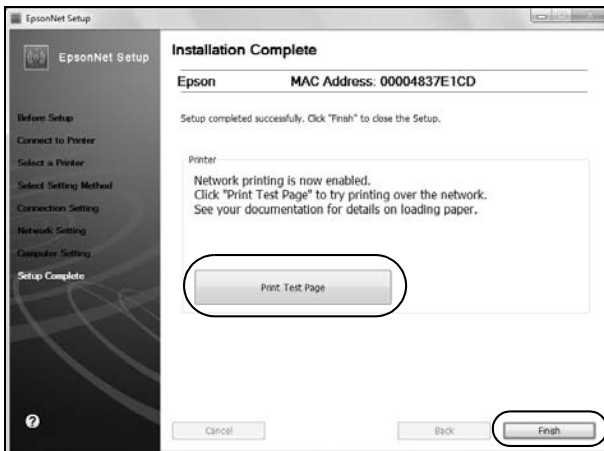 EpsonNet Setup
EpsonNet Setup
Before Setup
Connect to Printer
Select a Printer
Select Setting Method
Connection Setting
Network Setting
Computer Setting
Setup Complete
Installation Complete
Epson MAC Address: 00004837E1CD
Setup completed successfully. Click "Finish" to close the Setup.
Printer
Network printing is now enabled.
Click "Print Test Page" to try printing over the network.
See your documentation for details on loading paper.
Print Test Page
?
Cancel Back Finish